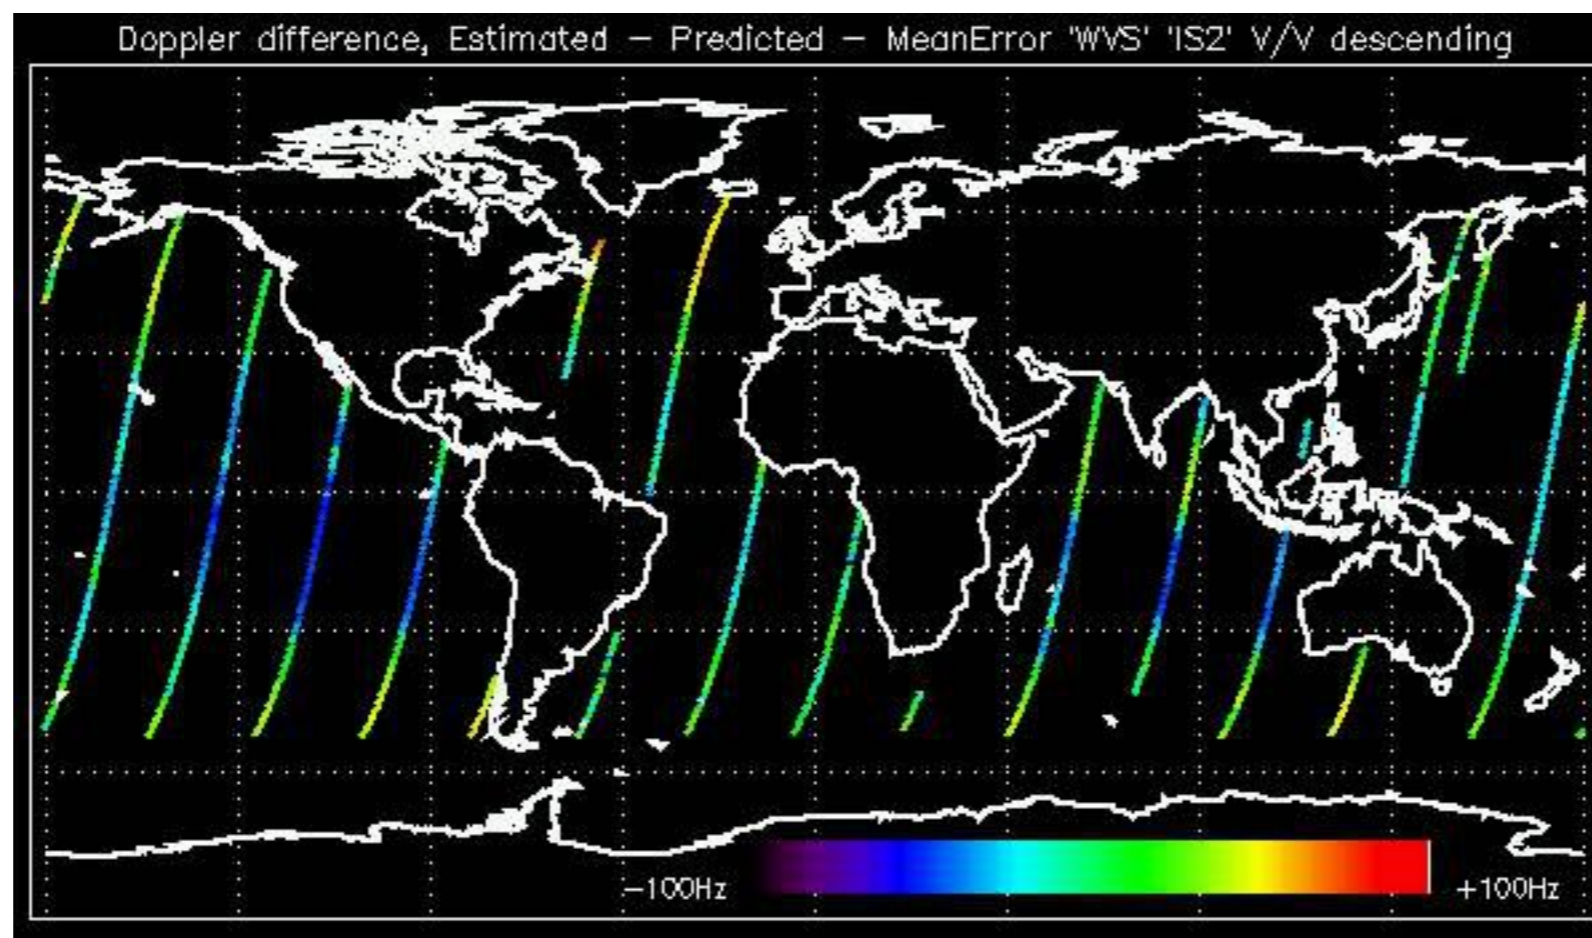 Doppler difference, Estimated – Predicted – MeanError 'WVS' 'IS2' V/V descending
-100Hz +100Hz